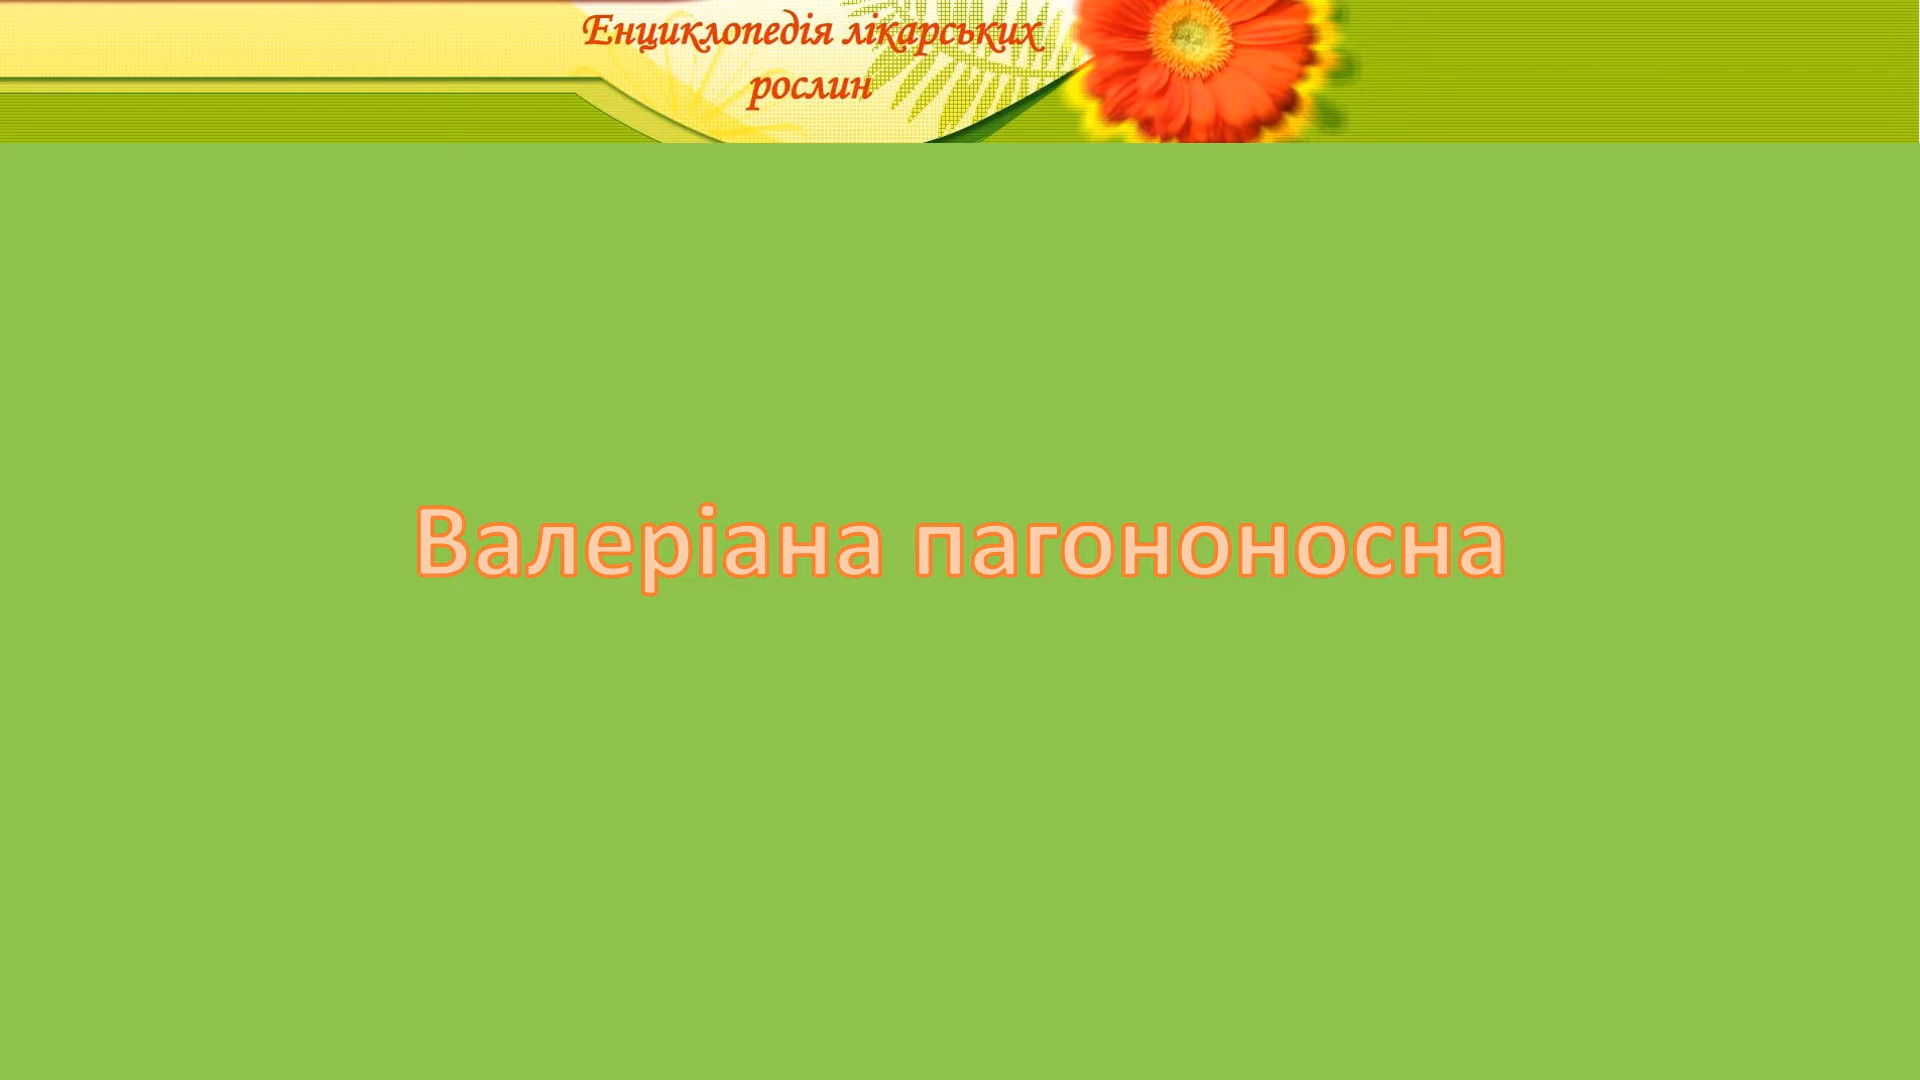 Енциклопедія лікарських
рослин
Валеріана пагононосна